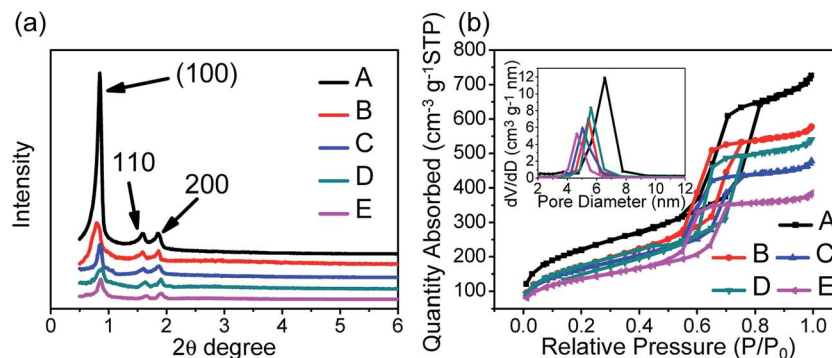 (a)
(100)
110
200
A
B
C
D
E
Intensity
0 1 2 3 4 5 6
2θ degree
(b)
800
700
600
500
400
300
200
100
Quantity Absorbed (cm-3 g-1STP)
12
10
8
6
4
2
0
dV/dD (cm3 g-1 nm)
2 4 6 8 10 12
Pore Diameter (nm)
A
B C
D E
0.0 0.2 0.4 0.6 0.8 1.0
Relative Pressure (P/P0)